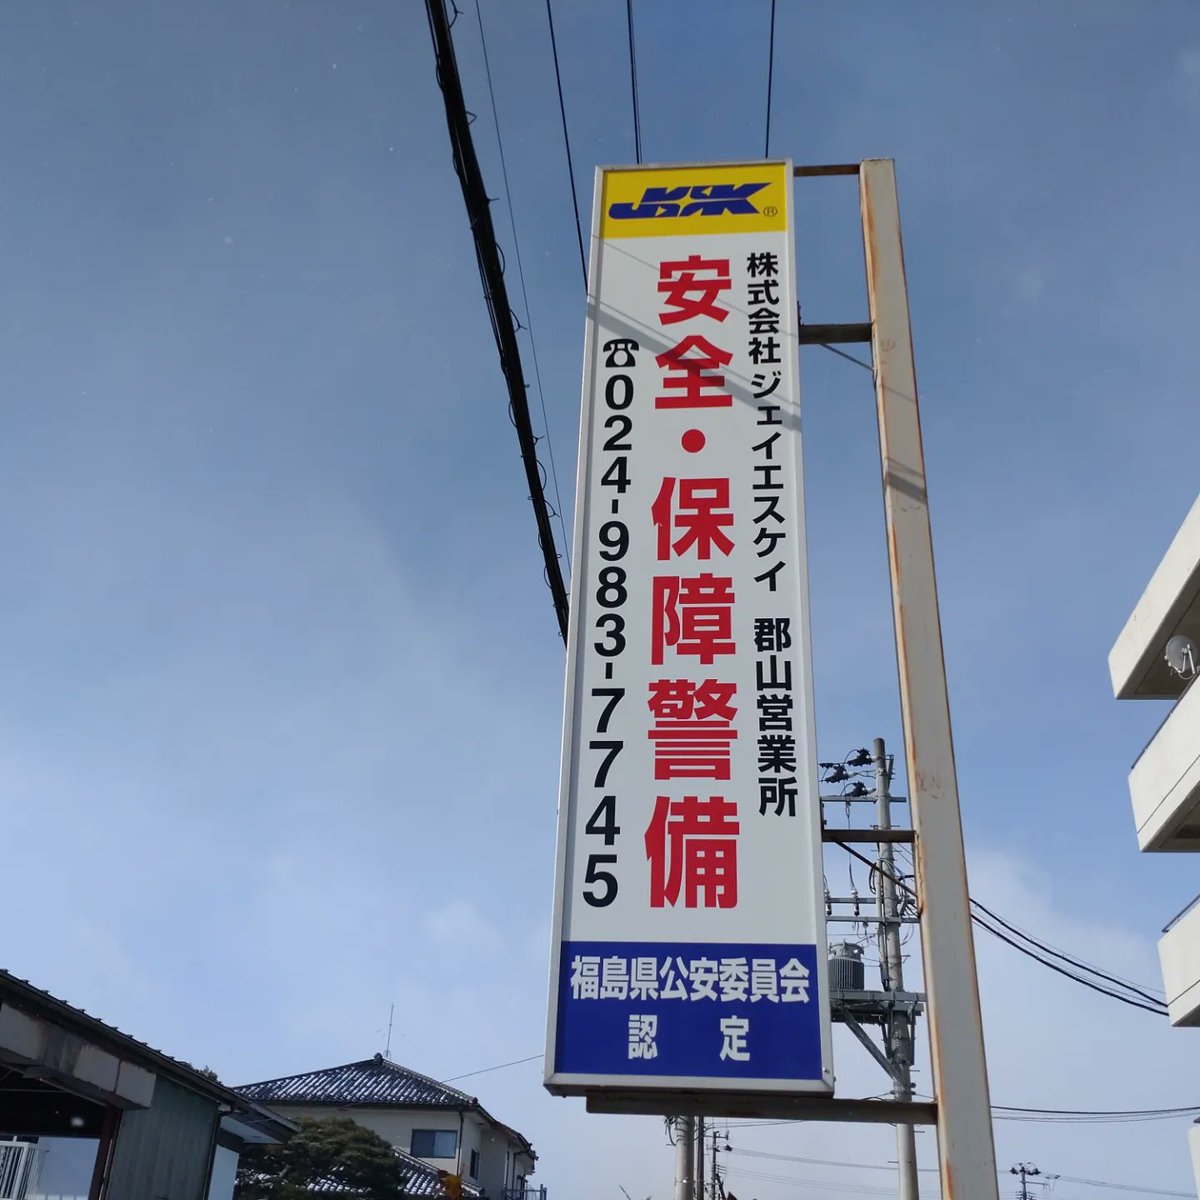 JSK®
株式会社ジェイエスケイ 郡山営業所
安全・保障警備
☎024-983-7745
福島県公安委員会
認定